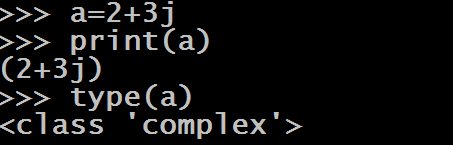 >>> a=2+3j
>>> print(a)
(2+3j)
>>> type(a)
<class 'complex'>